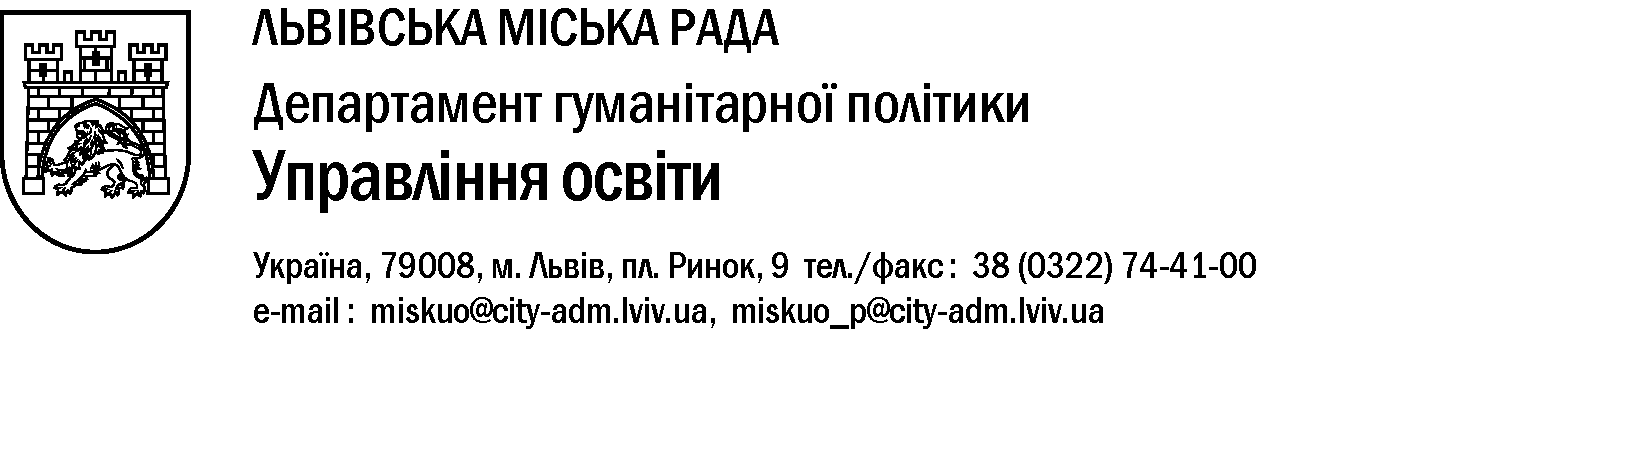 ЛЬВІВСЬКА МІСЬКА РАДА
Департамент гуманітарної політики
Управління освіти
Україна, 79008, м. Львів, пл. Ринок, 9 тел./факс : 38 (0322) 74-41-00
e-mail : miskuo@city-adm.lviv.ua, miskuo_p@city-adm.lviv.ua